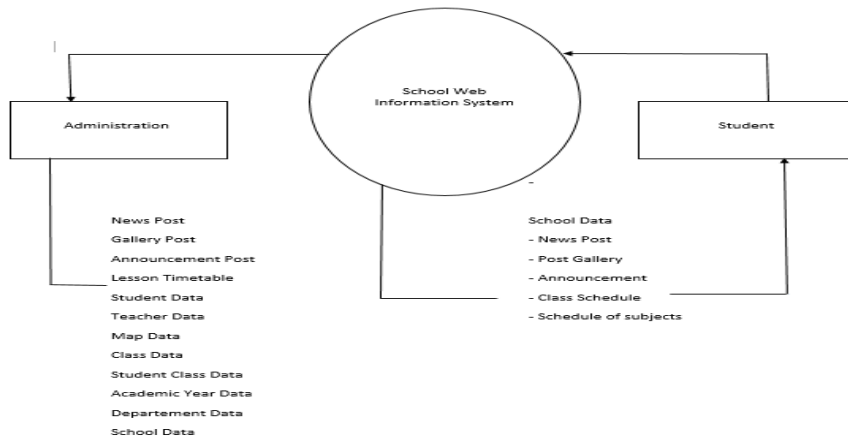 School Web
Information System
Administration
Student
News Post
Gallery Post
Announcement Post
Lesson Timetable
Student Data
Teacher Data
Map Data
Class Data
Student Class Data
Academic Year Data
Departement Data
School Data
-
School Data
- News Post
- Post Gallery
- Announcement
- Class Schedule
- Schedule of subjects